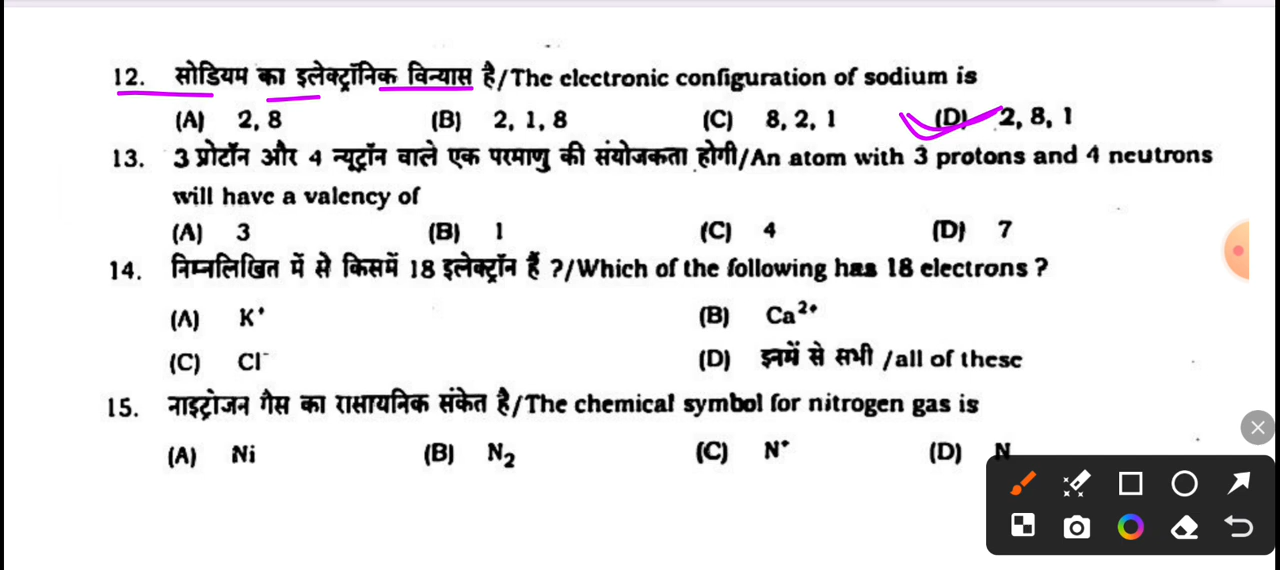 12. सोडियम का इलेक्ट्रॉनिक विन्यास है/The electronic configuration of sodium is
(A) 2, 8 (B) 2, 1, 8 (C) 8, 2, 1 (D) 2, 8, 1
13. 3 प्रोटॉन और 4 न्यूट्रॉन वाले एक परमाणु की संयोजकता होगी/An atom with 3 protons and 4 neutrons
will have a valency of
(A) 3 (B) 1 (C) 4 (D) 7
14. निम्नलिखित में से किसमें 18 इलेक्ट्रॉन हैं ?/Which of the following has 18 electrons ?
(A) K⁺ (B) Ca²⁺
(C) Cl⁻ (D) इनमें से सभी /all of these
15. नाइट्रोजन गैस का रासायनिक संकेत है/The chemical symbol for nitrogen gas is
(A) Ni (B) N₂ (C) N⁺ (D) N